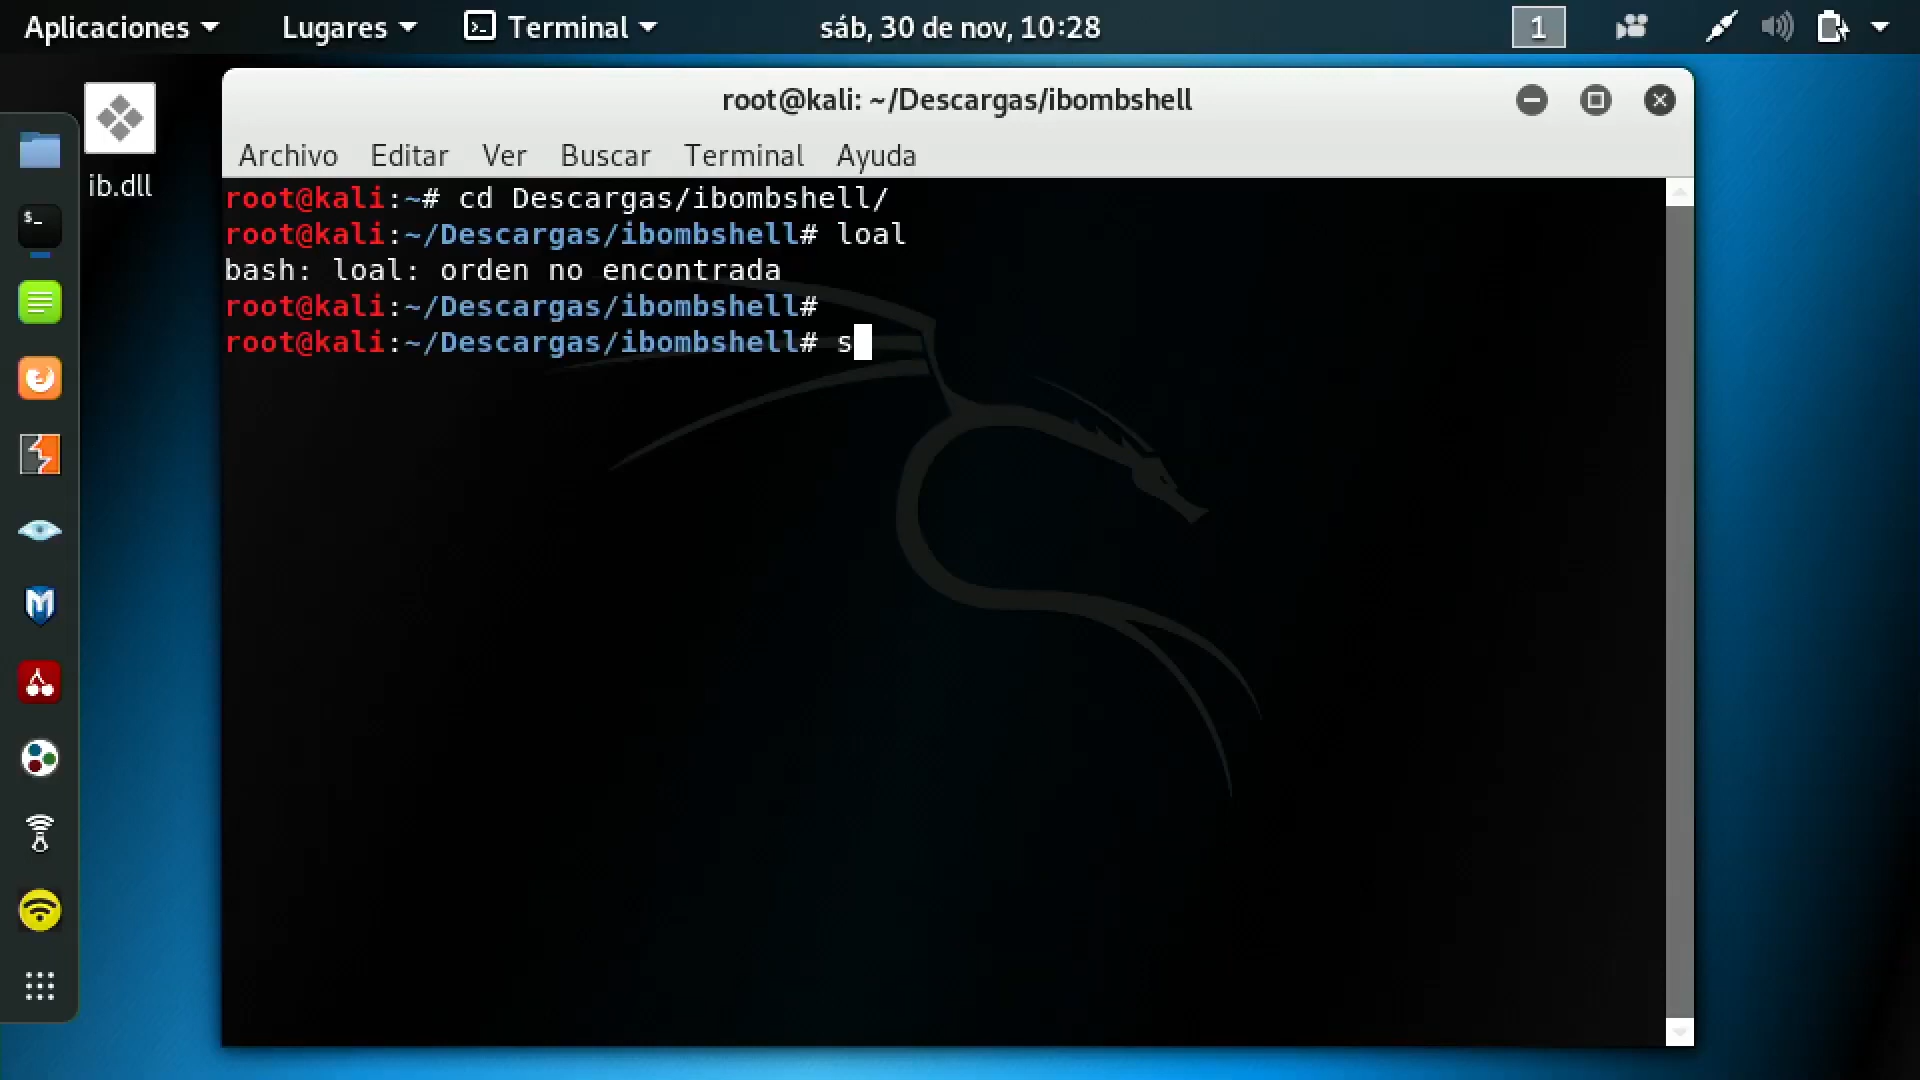 Aplicaciones Lugares Terminal sáb, 30 de nov, 10:28 1
ib.dll
root@kali: ~/Descargas/ibombshell
Archivo Editar Ver Buscar Terminal Ayuda
root@kali:~# cd Descargas/ibombshell/
root@kali:~/Descargas/ibombshell# loal
bash: loal: orden no encontrada
root@kali:~/Descargas/ibombshell#
root@kali:~/Descargas/ibombshell# s